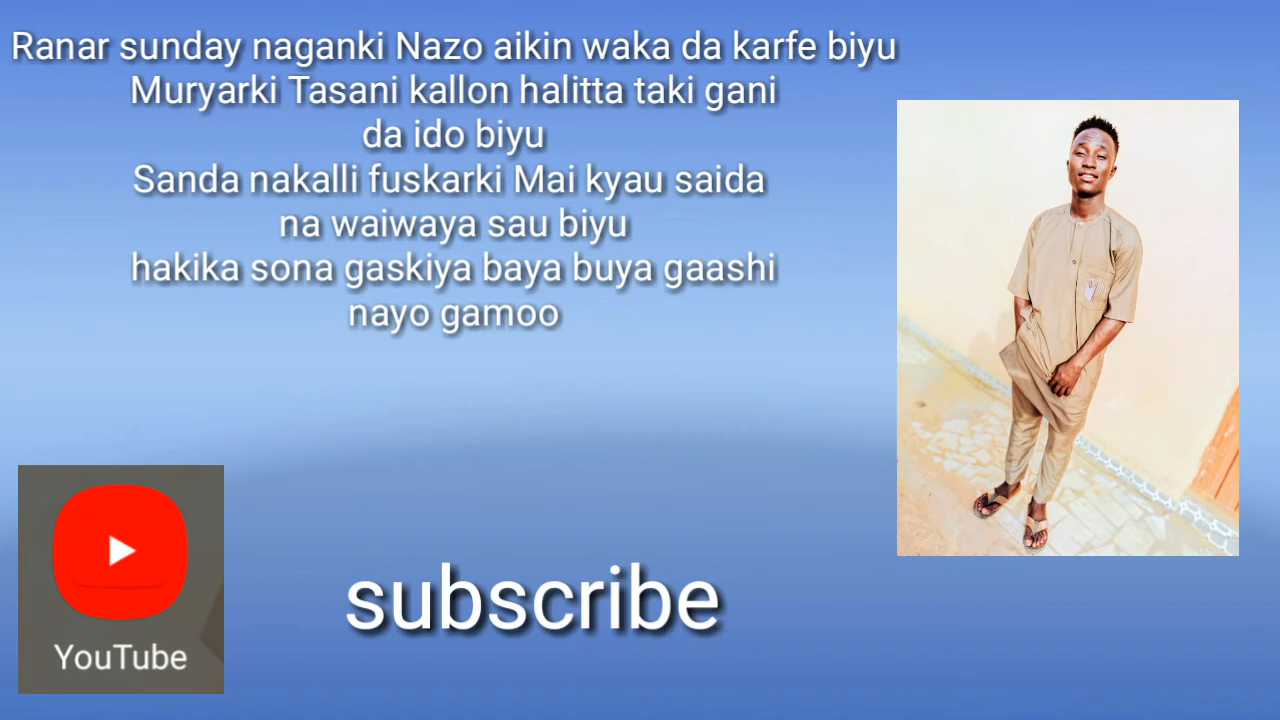 Ranar sunday naganki Nazo aikin waka da karfe biyu
Muryarki Tasani kallon halitta taki gani
da ido biyu
Sanda nakalli fuskarki Mai kyau saida
na waiwaya sau biyu
hakika sona gaskiya baya buya gaashi
nayo gamoo
subscribe
YouTube